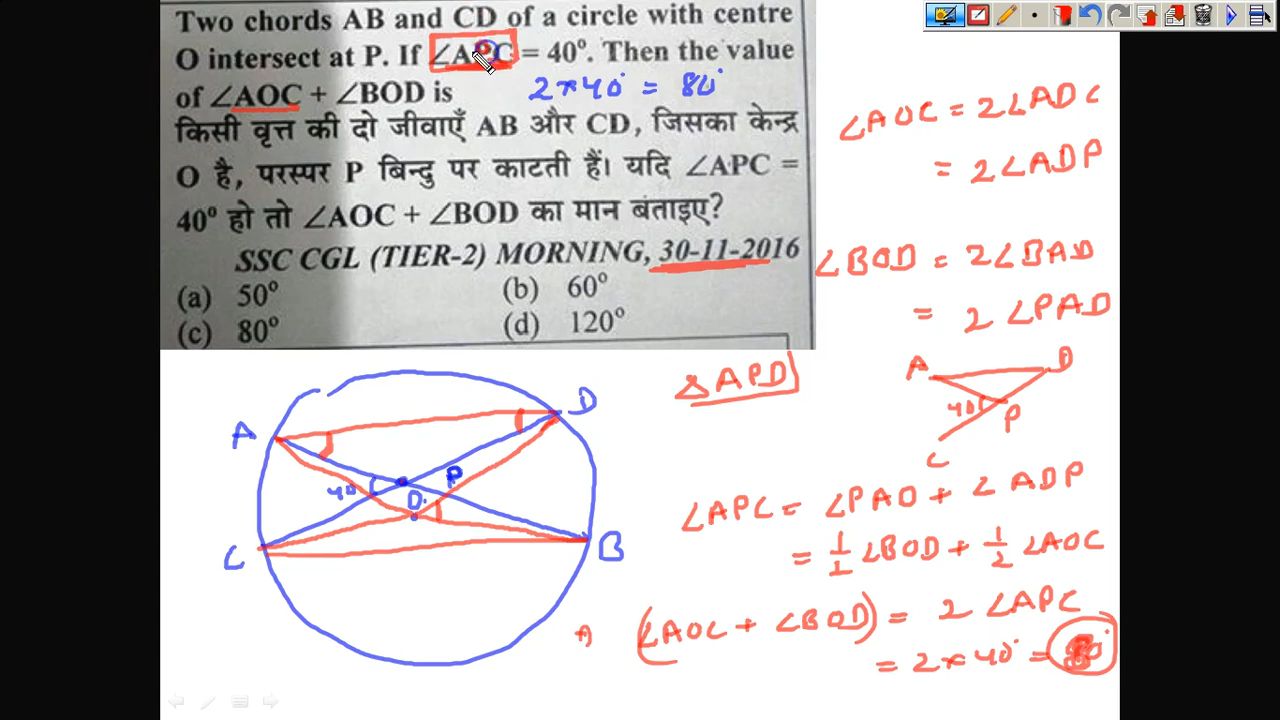 Two chords AB and CD of a circle with centre
O intersect at P. If ∠APC = 40°. Then the value
of ∠AOC + ∠BOD is
2×40° = 80°
किसी वृत्त की दो जीवाएँ AB और CD, जिसका केन्द्र
O है, परस्पर P बिन्दु पर काटती हैं। यदि ∠APC =
40° हो तो ∠AOC + ∠BOD का मान बंताइए?
SSC CGL (TIER-2) MORNING, 30-11-2016
(a) 50° (b) 60°
(c) 80° (d) 120°
∠AOC = 2∠ADC
= 2∠ADP
∠BOD = 2∠BAD
= 2∠PAD
△APD
A D
40 P
C
A D
40 P
O
C B
∠APC = ∠PAD + ∠ADP
= 1/1 ∠BOD + 1/2 ∠AOC
(∠AOC + ∠BOD) = 2∠APC
= 2×40° = 80°